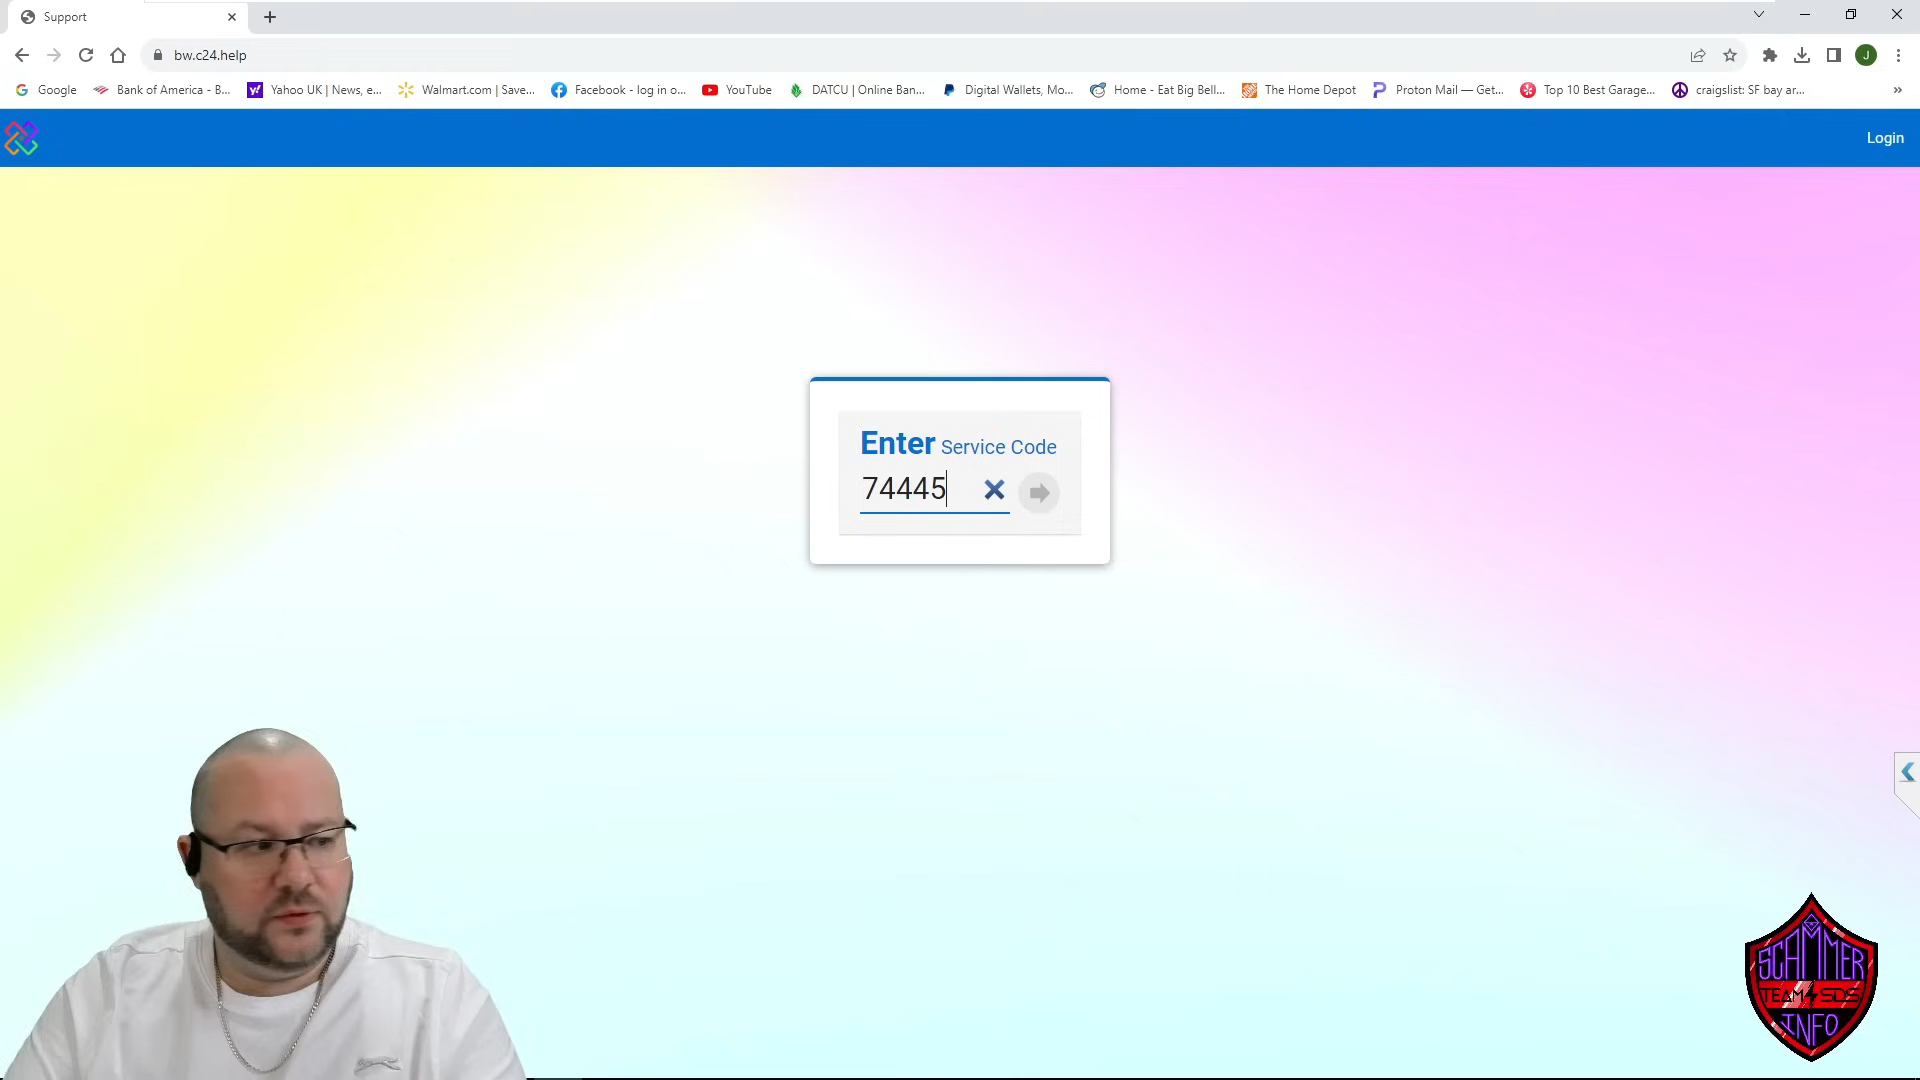 Support
bw.c24.help
J
Google
Bank of America - B...
Yahoo UK | News, e...
Walmart.com | Save...
Facebook - log in o...
YouTube
DATCU | Online Ban...
Digital Wallets, Mo...
Home - Eat Big Bell...
The Home Depot
Proton Mail — Get...
Top 10 Best Garage...
craigslist: SF bay ar...
»
Login
Enter Service Code
74445
SCAMMER
TEAM SDS
INFO